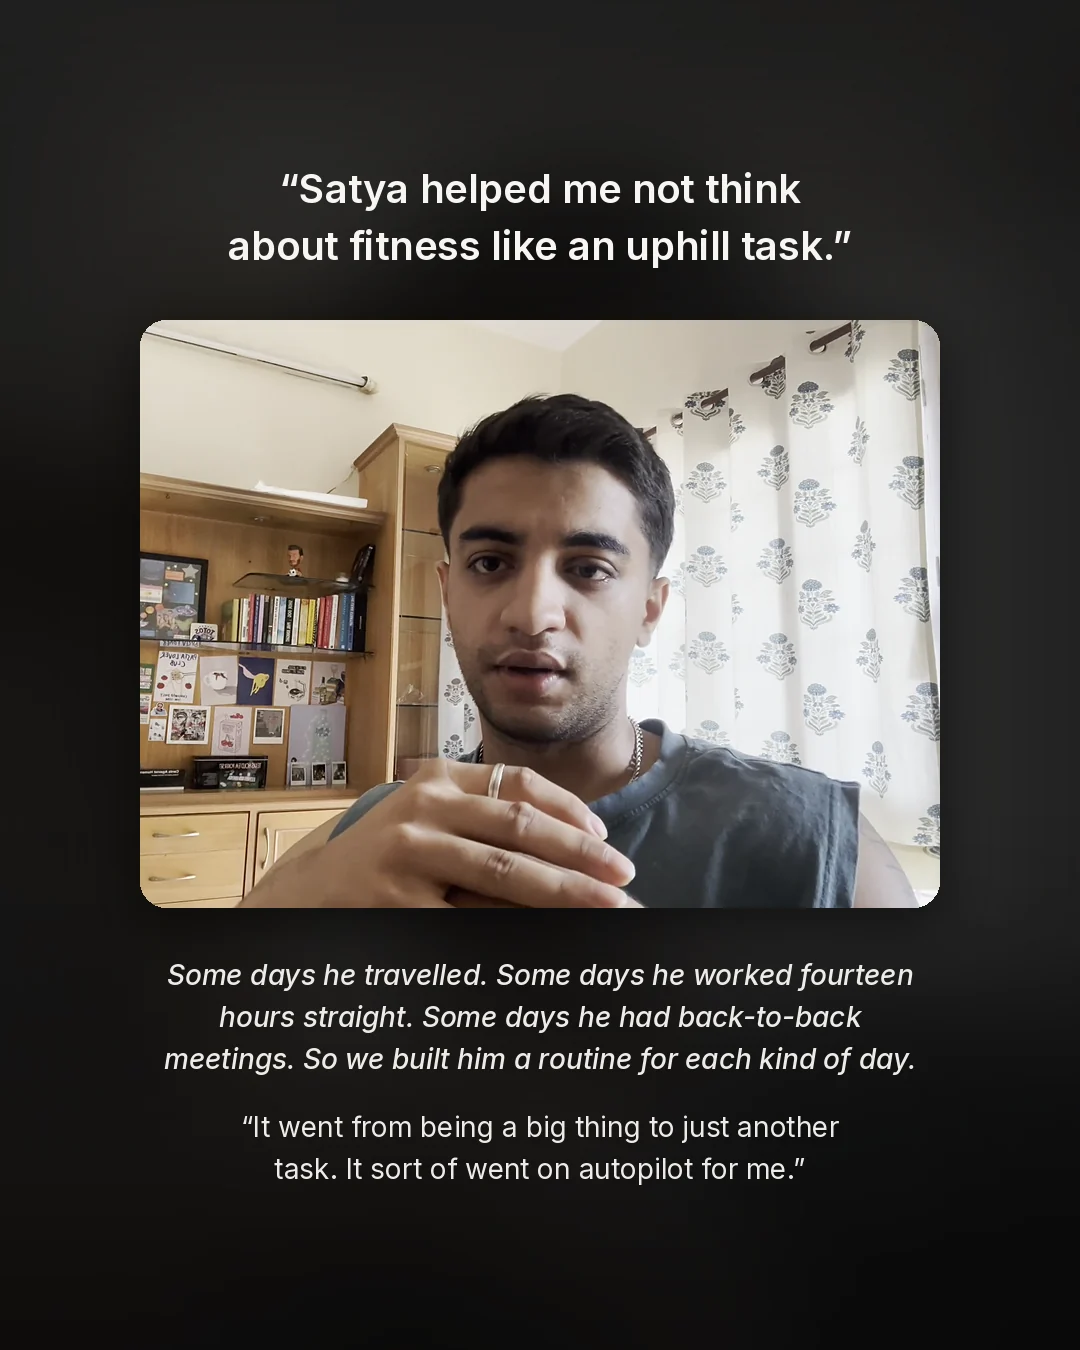 “Satya helped me not think
about fitness like an uphill task.”
Some days he travelled. Some days he worked fourteen
hours straight. Some days he had back-to-back
meetings. So we built him a routine for each kind of day.
“It went from being a big thing to just another
task. It sort of went on autopilot for me.”